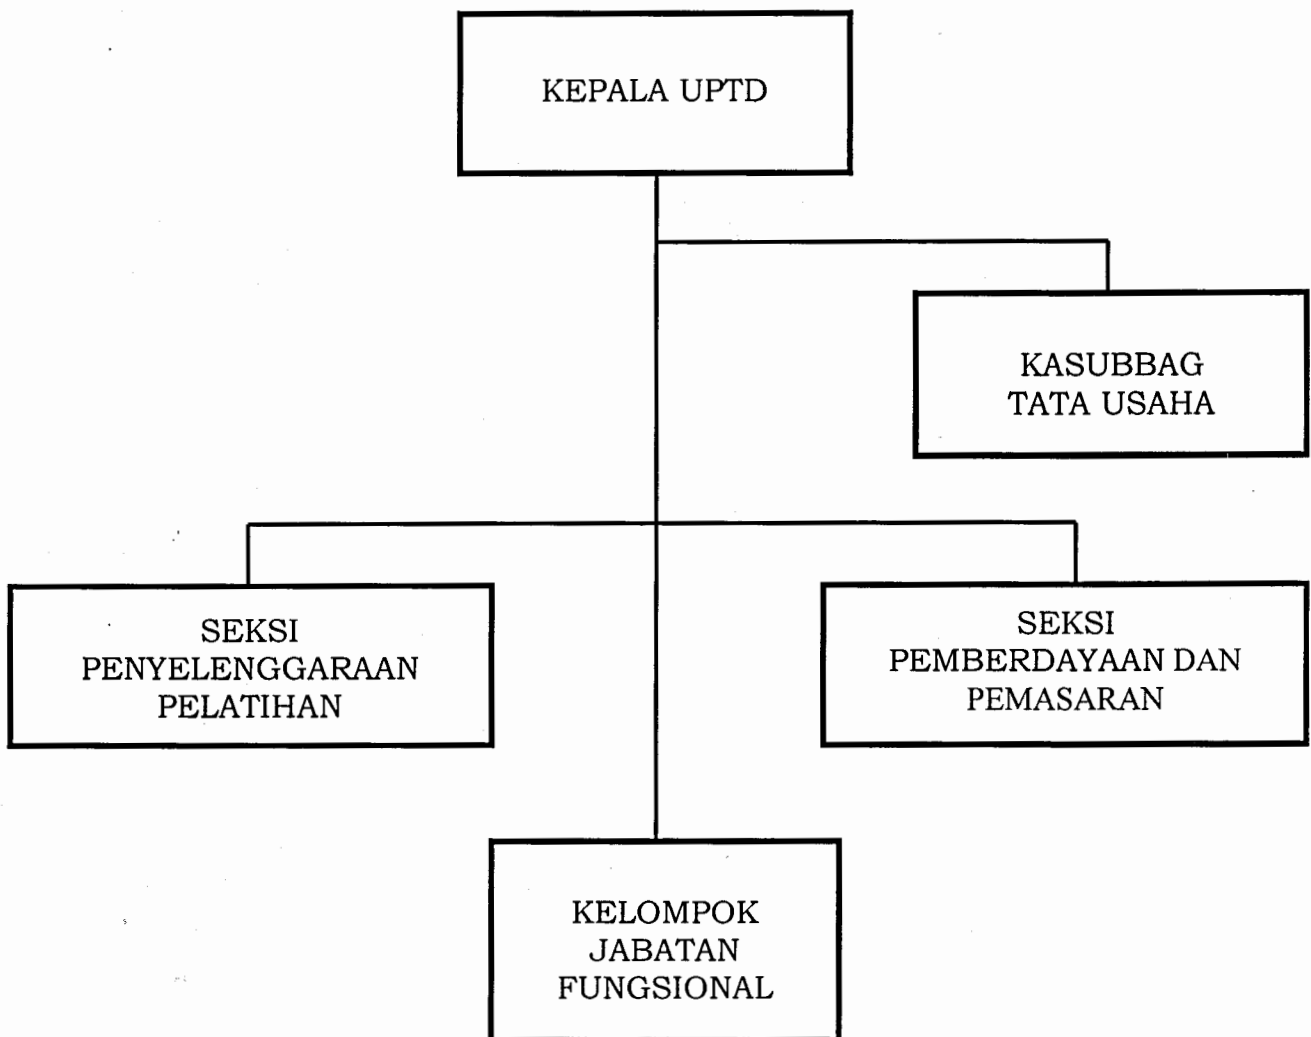 KEPALA UPTD
KASUBBAG
TATA USAHA
SEKSI
PENYELENGGARAAN
PELATIHAN
SEKSI
PEMBERDAYAAN DAN
PEMASARAN
KELOMPOK
JABATAN
FUNGSIONAL